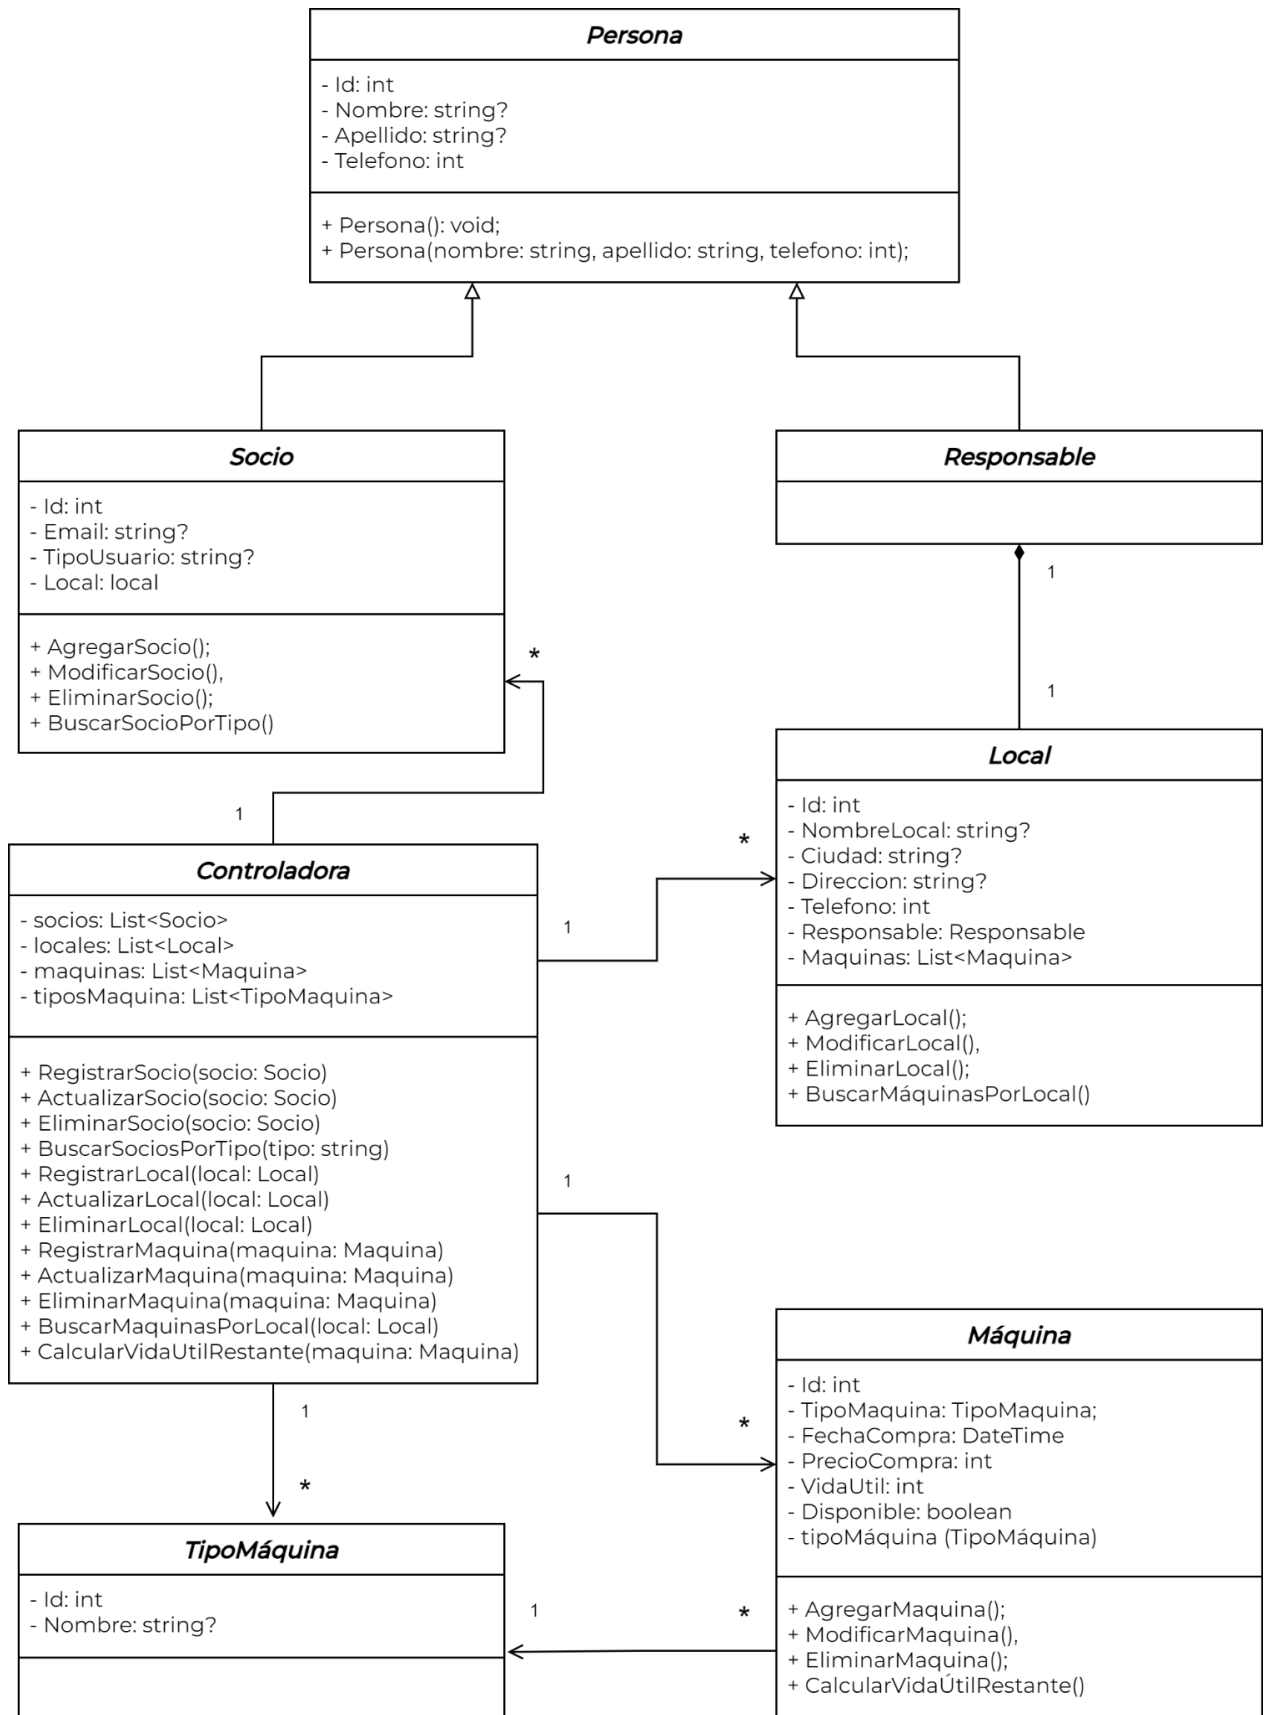 Persona
- Id: int
- Nombre: string?
- Apellido: string?
- Telefono: int
+ Persona(): void;
+ Persona(nombre: string, apellido: string, telefono: int);
Socio
- Id: int
- Email: string?
- TipoUsuario: string?
- Local: local
+ AgregarSocio();
+ ModificarSocio(),
+ EliminarSocio();
+ BuscarSocioPorTipo()
*
1
Responsable
1
1
Local
- Id: int
- NombreLocal: string?
- Ciudad: string?
- Direccion: string?
- Telefono: int
- Responsable: Responsable
- Maquinas: List<Maquina>
+ AgregarLocal();
+ ModificarLocal(),
+ EliminarLocal();
+ BuscarMáquinasPorLocal()
Controladora
- socios: List<Socio>
- locales: List<Local>
- maquinas: List<Maquina>
- tiposMaquina: List<TipoMaquina>
+ RegistrarSocio(socio: Socio)
+ ActualizarSocio(socio: Socio)
+ EliminarSocio(socio: Socio)
+ BuscarSociosPorTipo(tipo: string)
+ RegistrarLocal(local: Local)
+ ActualizarLocal(local: Local)
+ EliminarLocal(local: Local)
+ RegistrarMaquina(maquina: Maquina)
+ ActualizarMaquina(maquina: Maquina)
+ EliminarMaquina(maquina: Maquina)
+ BuscarMaquinasPorLocal(local: Local)
+ CalcularVidaUtilRestante(maquina: Maquina)
1
*
1
*
1
*
Máquina
- Id: int
- TipoMaquina: TipoMaquina;
- FechaCompra: DateTime
- PrecioCompra: int
- VidaUtil: int
- Disponible: boolean
- tipoMáquina (TipoMáquina)
+ AgregarMaquina();
+ ModificarMaquina(),
+ EliminarMaquina();
+ CalcularVidaÚtilRestante()
TipoMáquina
- Id: int
- Nombre: string?
1
*